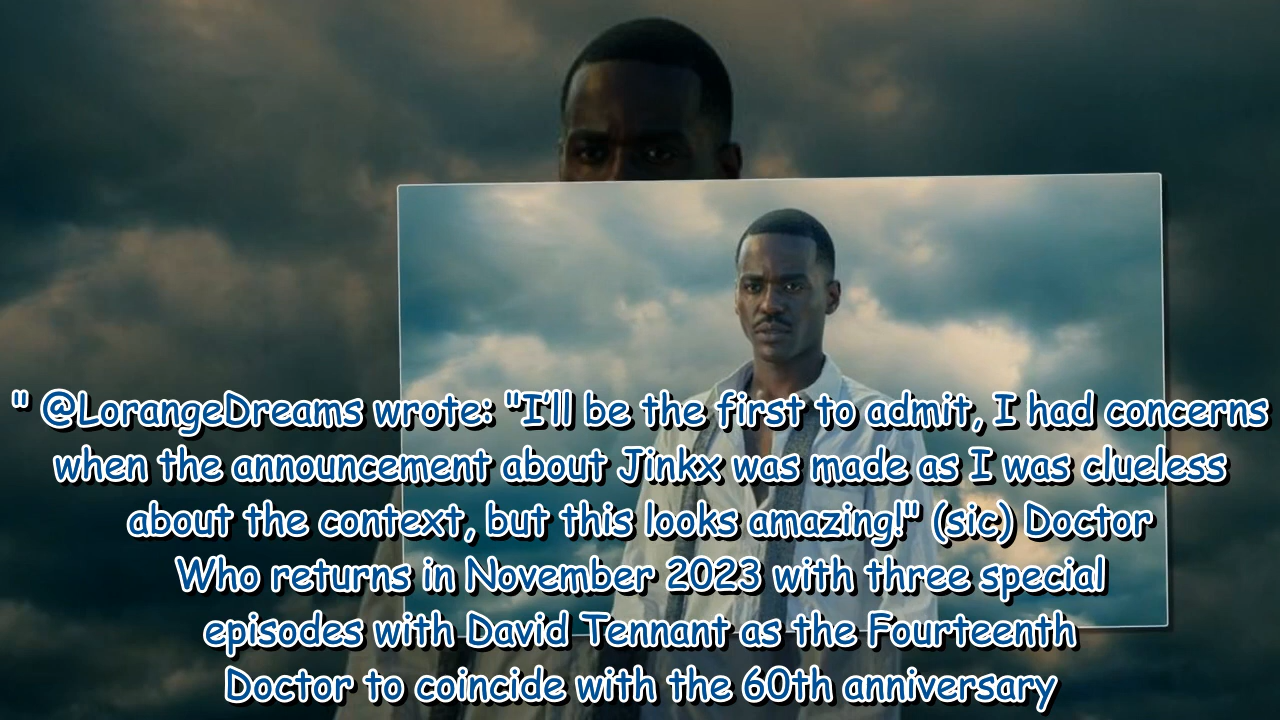 " @LorangeDreams wrote: "I'll be the first to admit, I had concerns
when the announcement about Jinkx was made as I was clueless
about the context, but this looks amazing!" (sic) Doctor
Who returns in November 2023 with three special
episodes with David Tennant as the Fourteenth
Doctor to coincide with the 60th anniversary